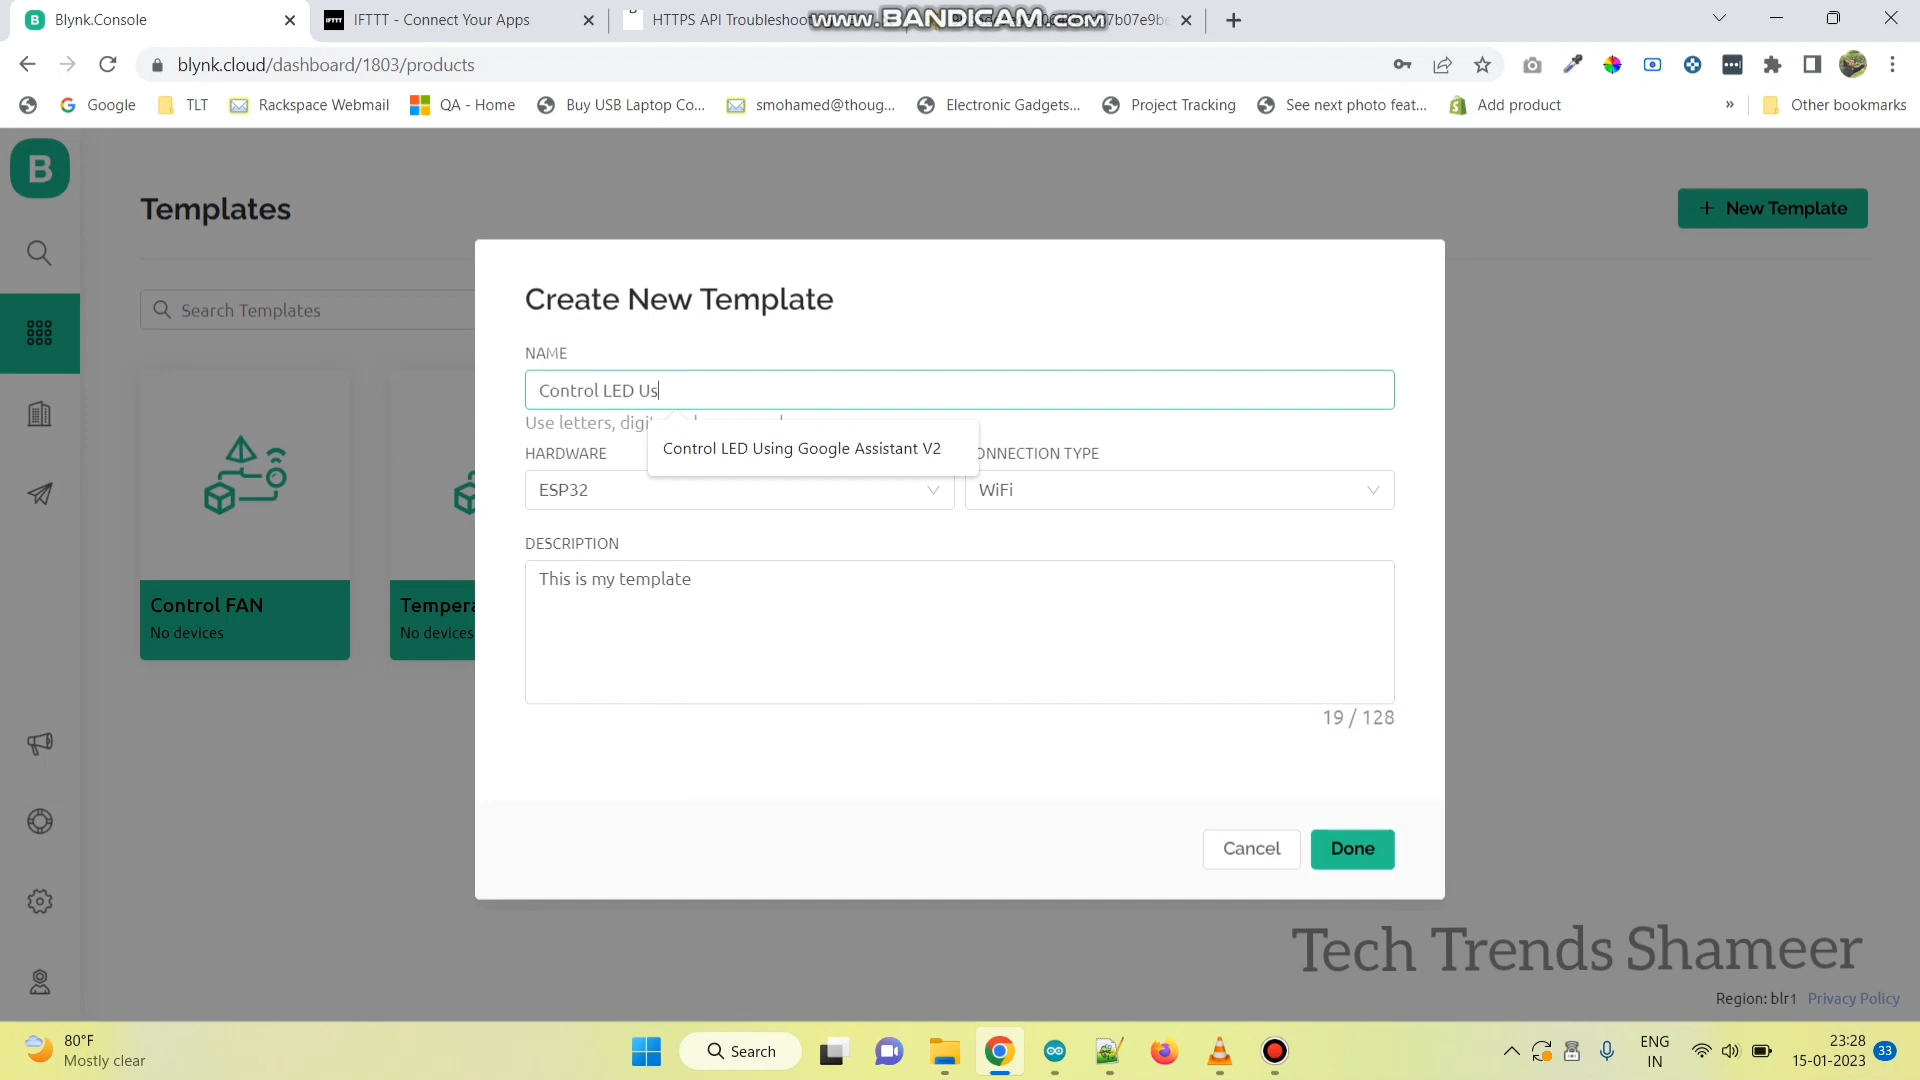 Blynk.Console
IFTTT - Connect Your Apps
HTTPS API Troubleshoot
www.BANDICAM.com
7b07e9be
blynk.cloud/dashboard/1803/products
Google
TLT
Rackspace Webmail
QA - Home
Buy USB Laptop Co...
smohamed@thoug...
Electronic Gadgets...
Project Tracking
See next photo feat...
Add product
»
Other bookmarks
B
Templates
+ New Template
Search Templates
Create New Template
NAME
Control LED Us
Use letters, digit
Control LED Using Google Assistant V2
HARDWARE
ONNECTION TYPE
ESP32
WiFi
DESCRIPTION
This is my template
19 / 128
Control FAN
No devices
Tempera
No devices
Cancel
Done
Tech Trends Shameer
Region: blr1 Privacy Policy
80°F
Mostly clear
Search
ENG
IN
23:28
15-01-2023
33